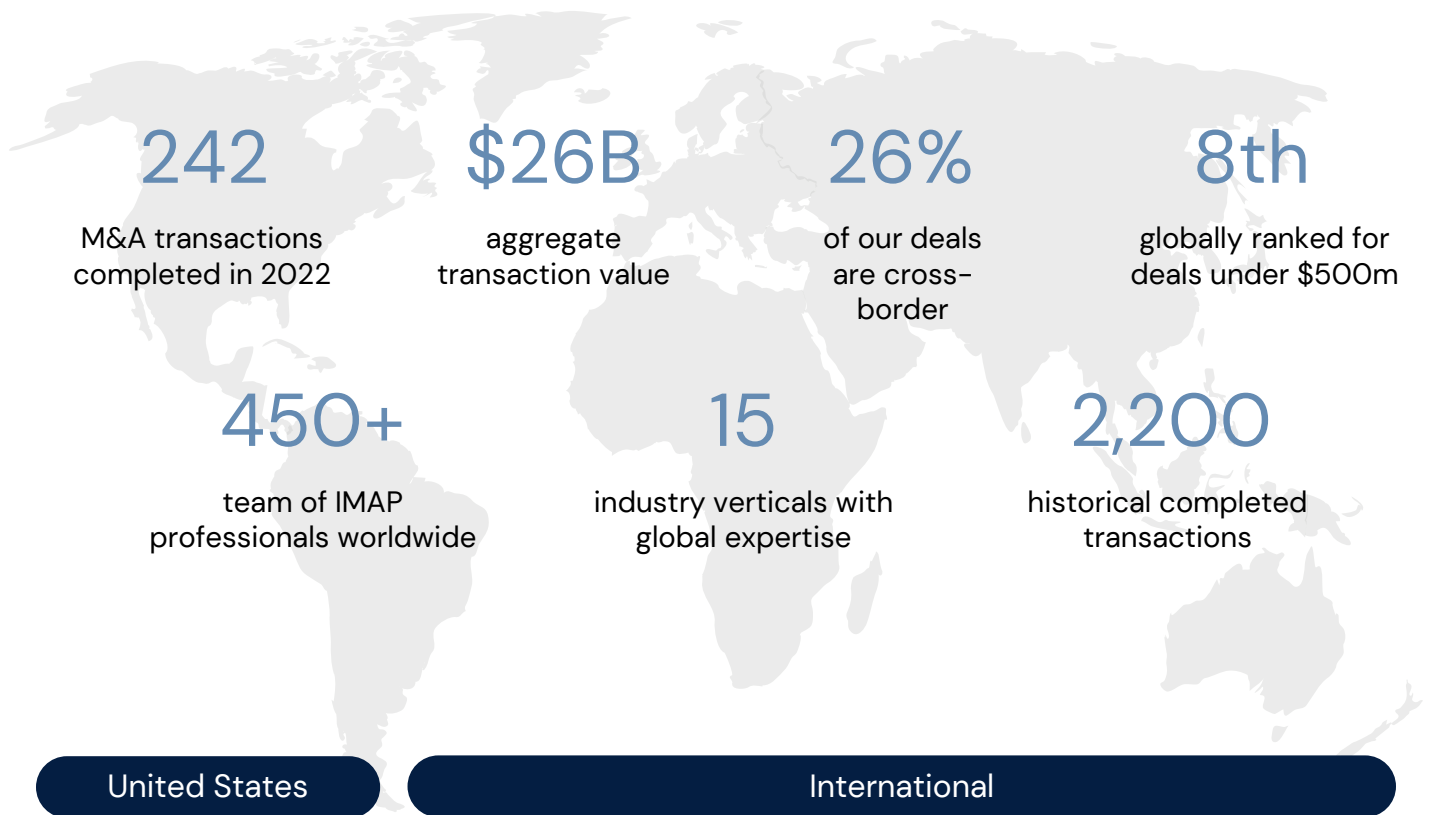 242
M&A transactions
completed in 2022
$26B
aggregate
transaction value
26%
of our deals
are cross-
border
8th
globally ranked for
deals under $500m
450+
team of IMAP
professionals worldwide
15
industry verticals with
global expertise
2,200
historical completed
transactions
United States
International